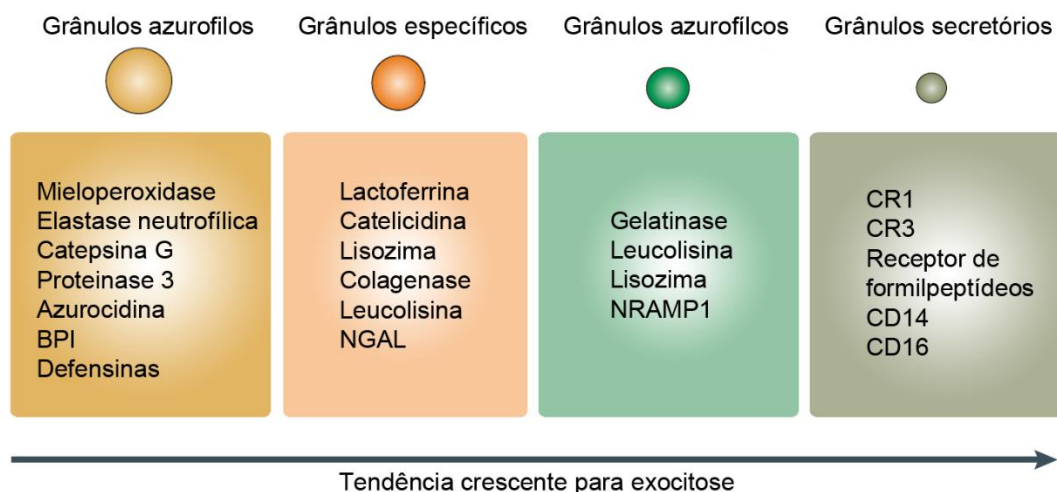 Grânulos azurofilos
Grânulos específicos
Grânulos azurofílcos
Grânulos secretórios
Mieloperoxidase
Elastase neutrofílica
Catepsina G
Proteinase 3
Azurocidina
BPI
Defensinas
Lactoferrina
Catelicidina
Lisozima
Colagenase
Leucolisina
NGAL
Gelatinase
Leucolisina
Lisozima
NRAMP1
CR1
CR3
Receptor de
formilpeptídeos
CD14
CD16
Tendência crescente para exocitose